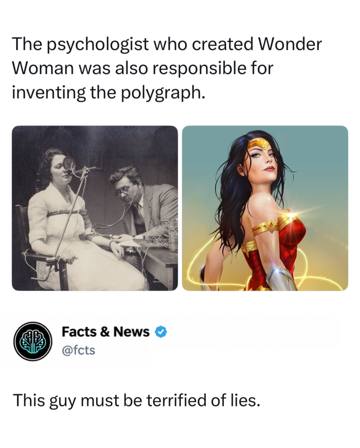 The psychologist who created Wonder
Woman was also responsible for
inventing the polygraph.
Facts & News
@fcts
This guy must be terrified of lies.